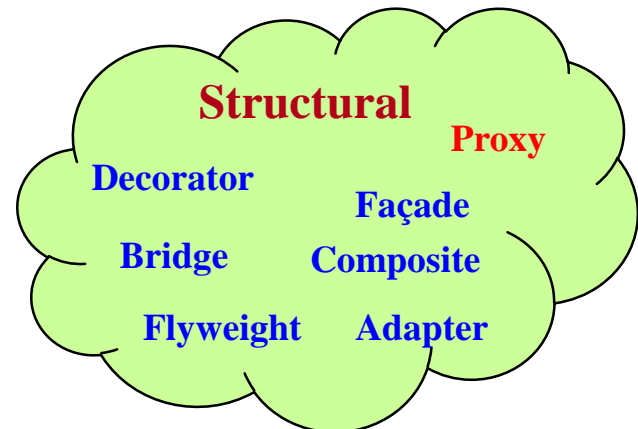 Structural
Proxy
Decorator
Façade
Bridge
Composite
Flyweight
Adapter